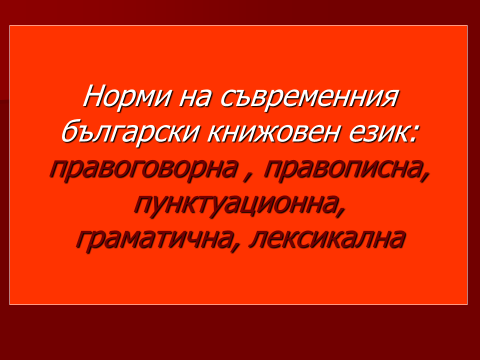 Норми на съвременния
български книжовен език:
правоговорна , правописна,
пунктуационна,
граматична, лексикална